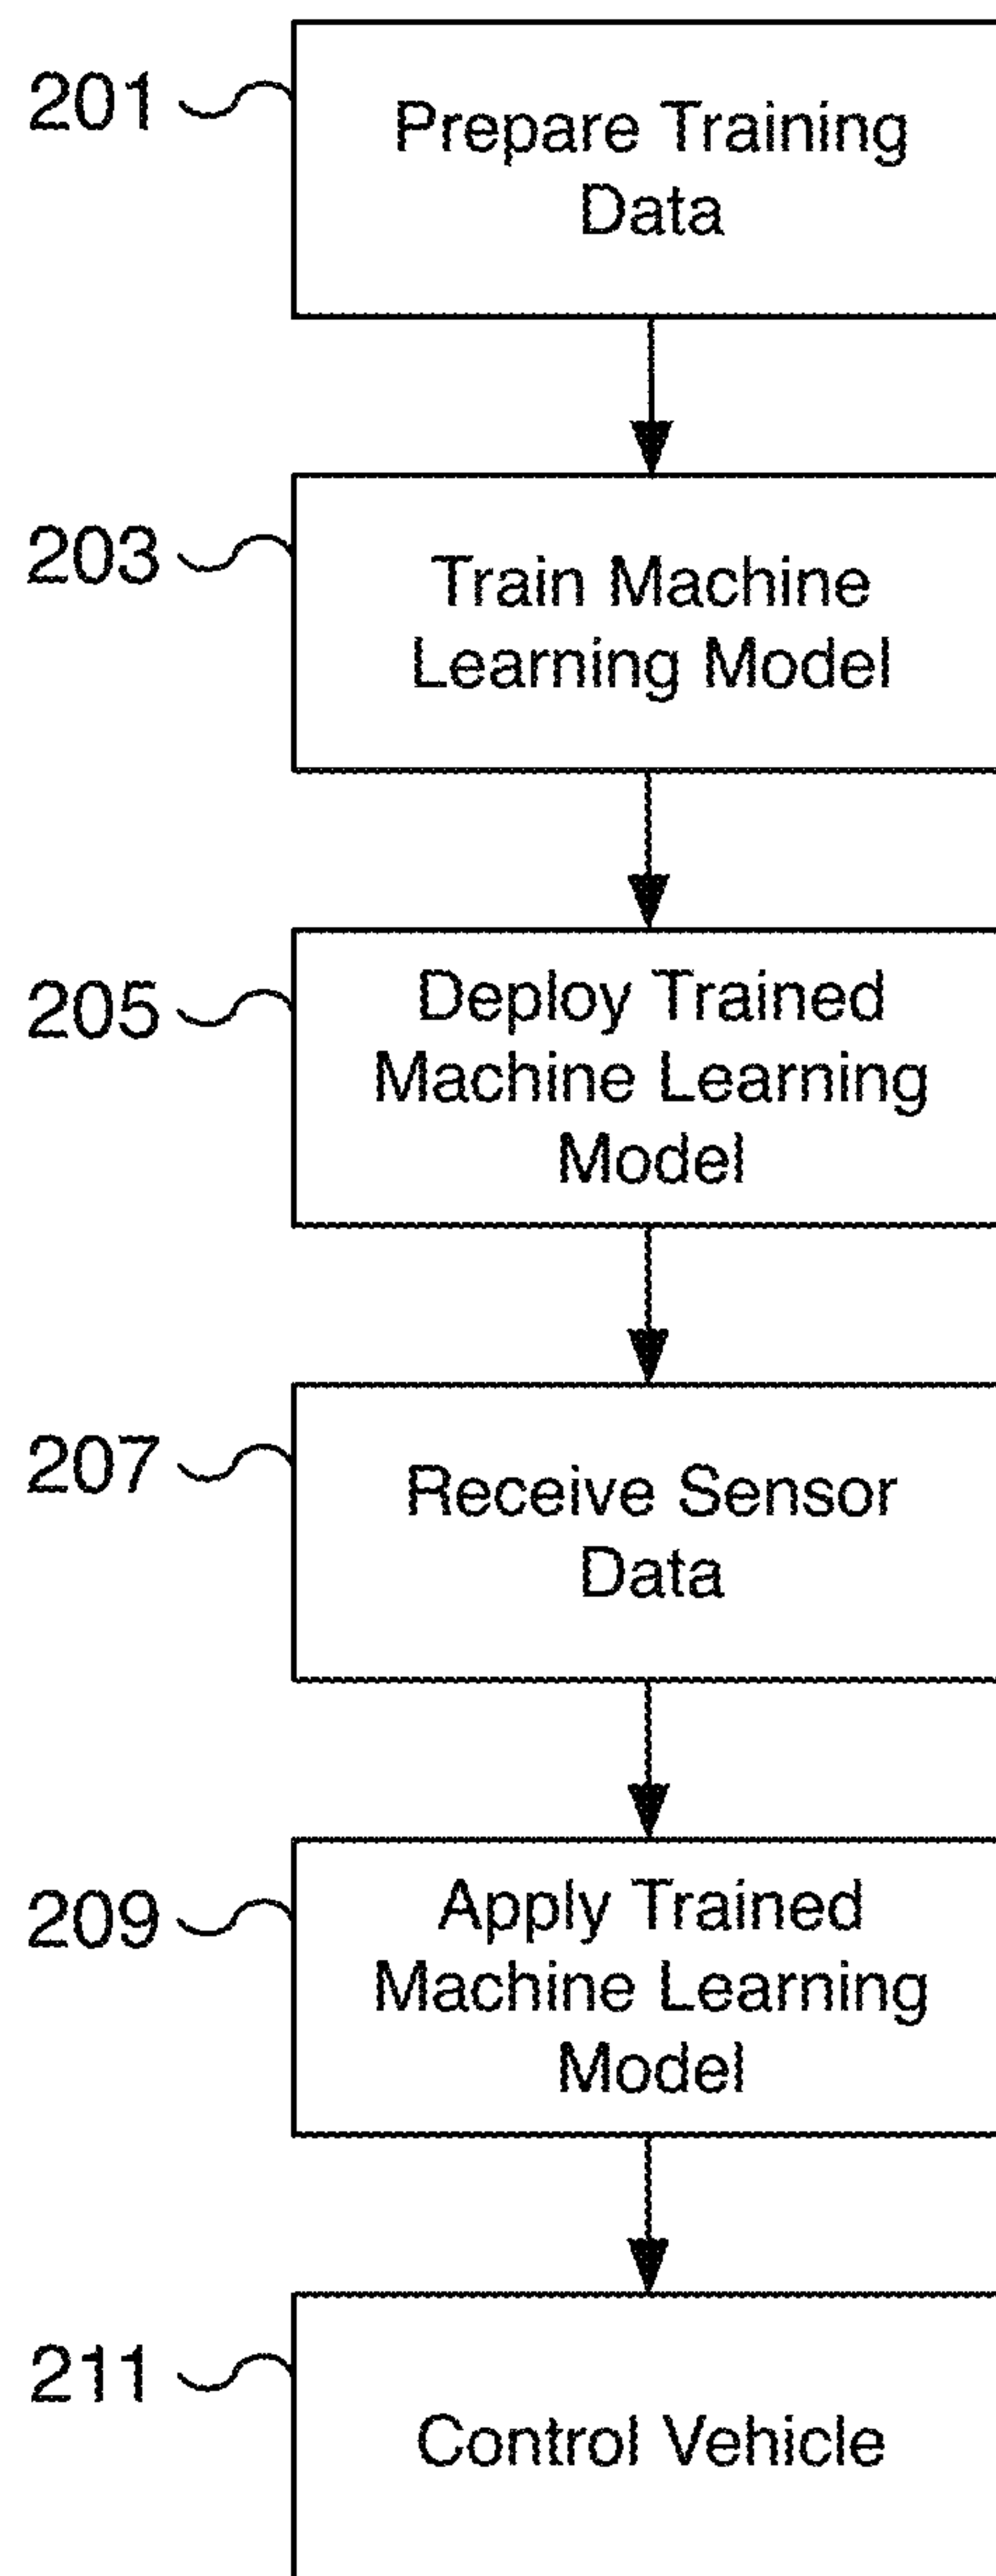 201
Prepare Training
Data
203
Train Machine
Learning Model
205
Deploy Trained
Machine Learning
Model
207
Receive Sensor
Data
209
Apply Trained
Machine Learning
Model
211
Control Vehicle